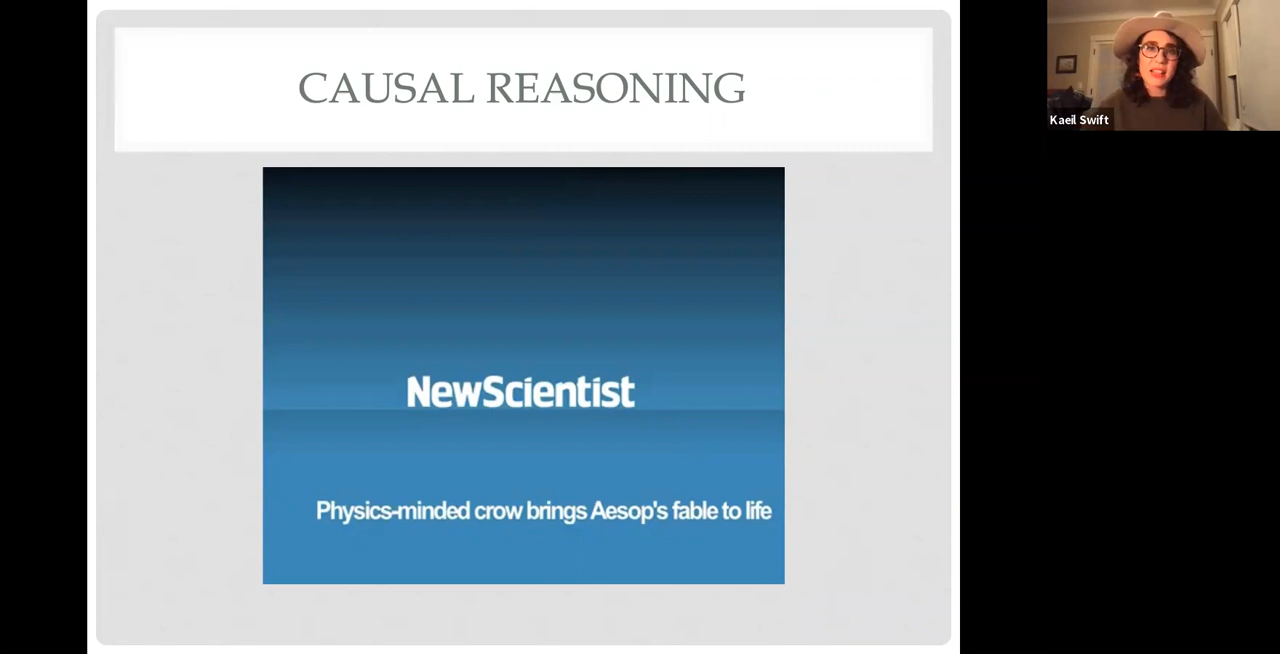 CAUSAL REASONING
Kaeil Swift
NewScientist
Physics-minded crow brings Aesop's fable to life